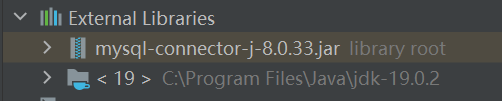 External Libraries
mysql-connector-j-8.0.33.jar library root
< 19 > C:\Program Files\Java\jdk-19.0.2